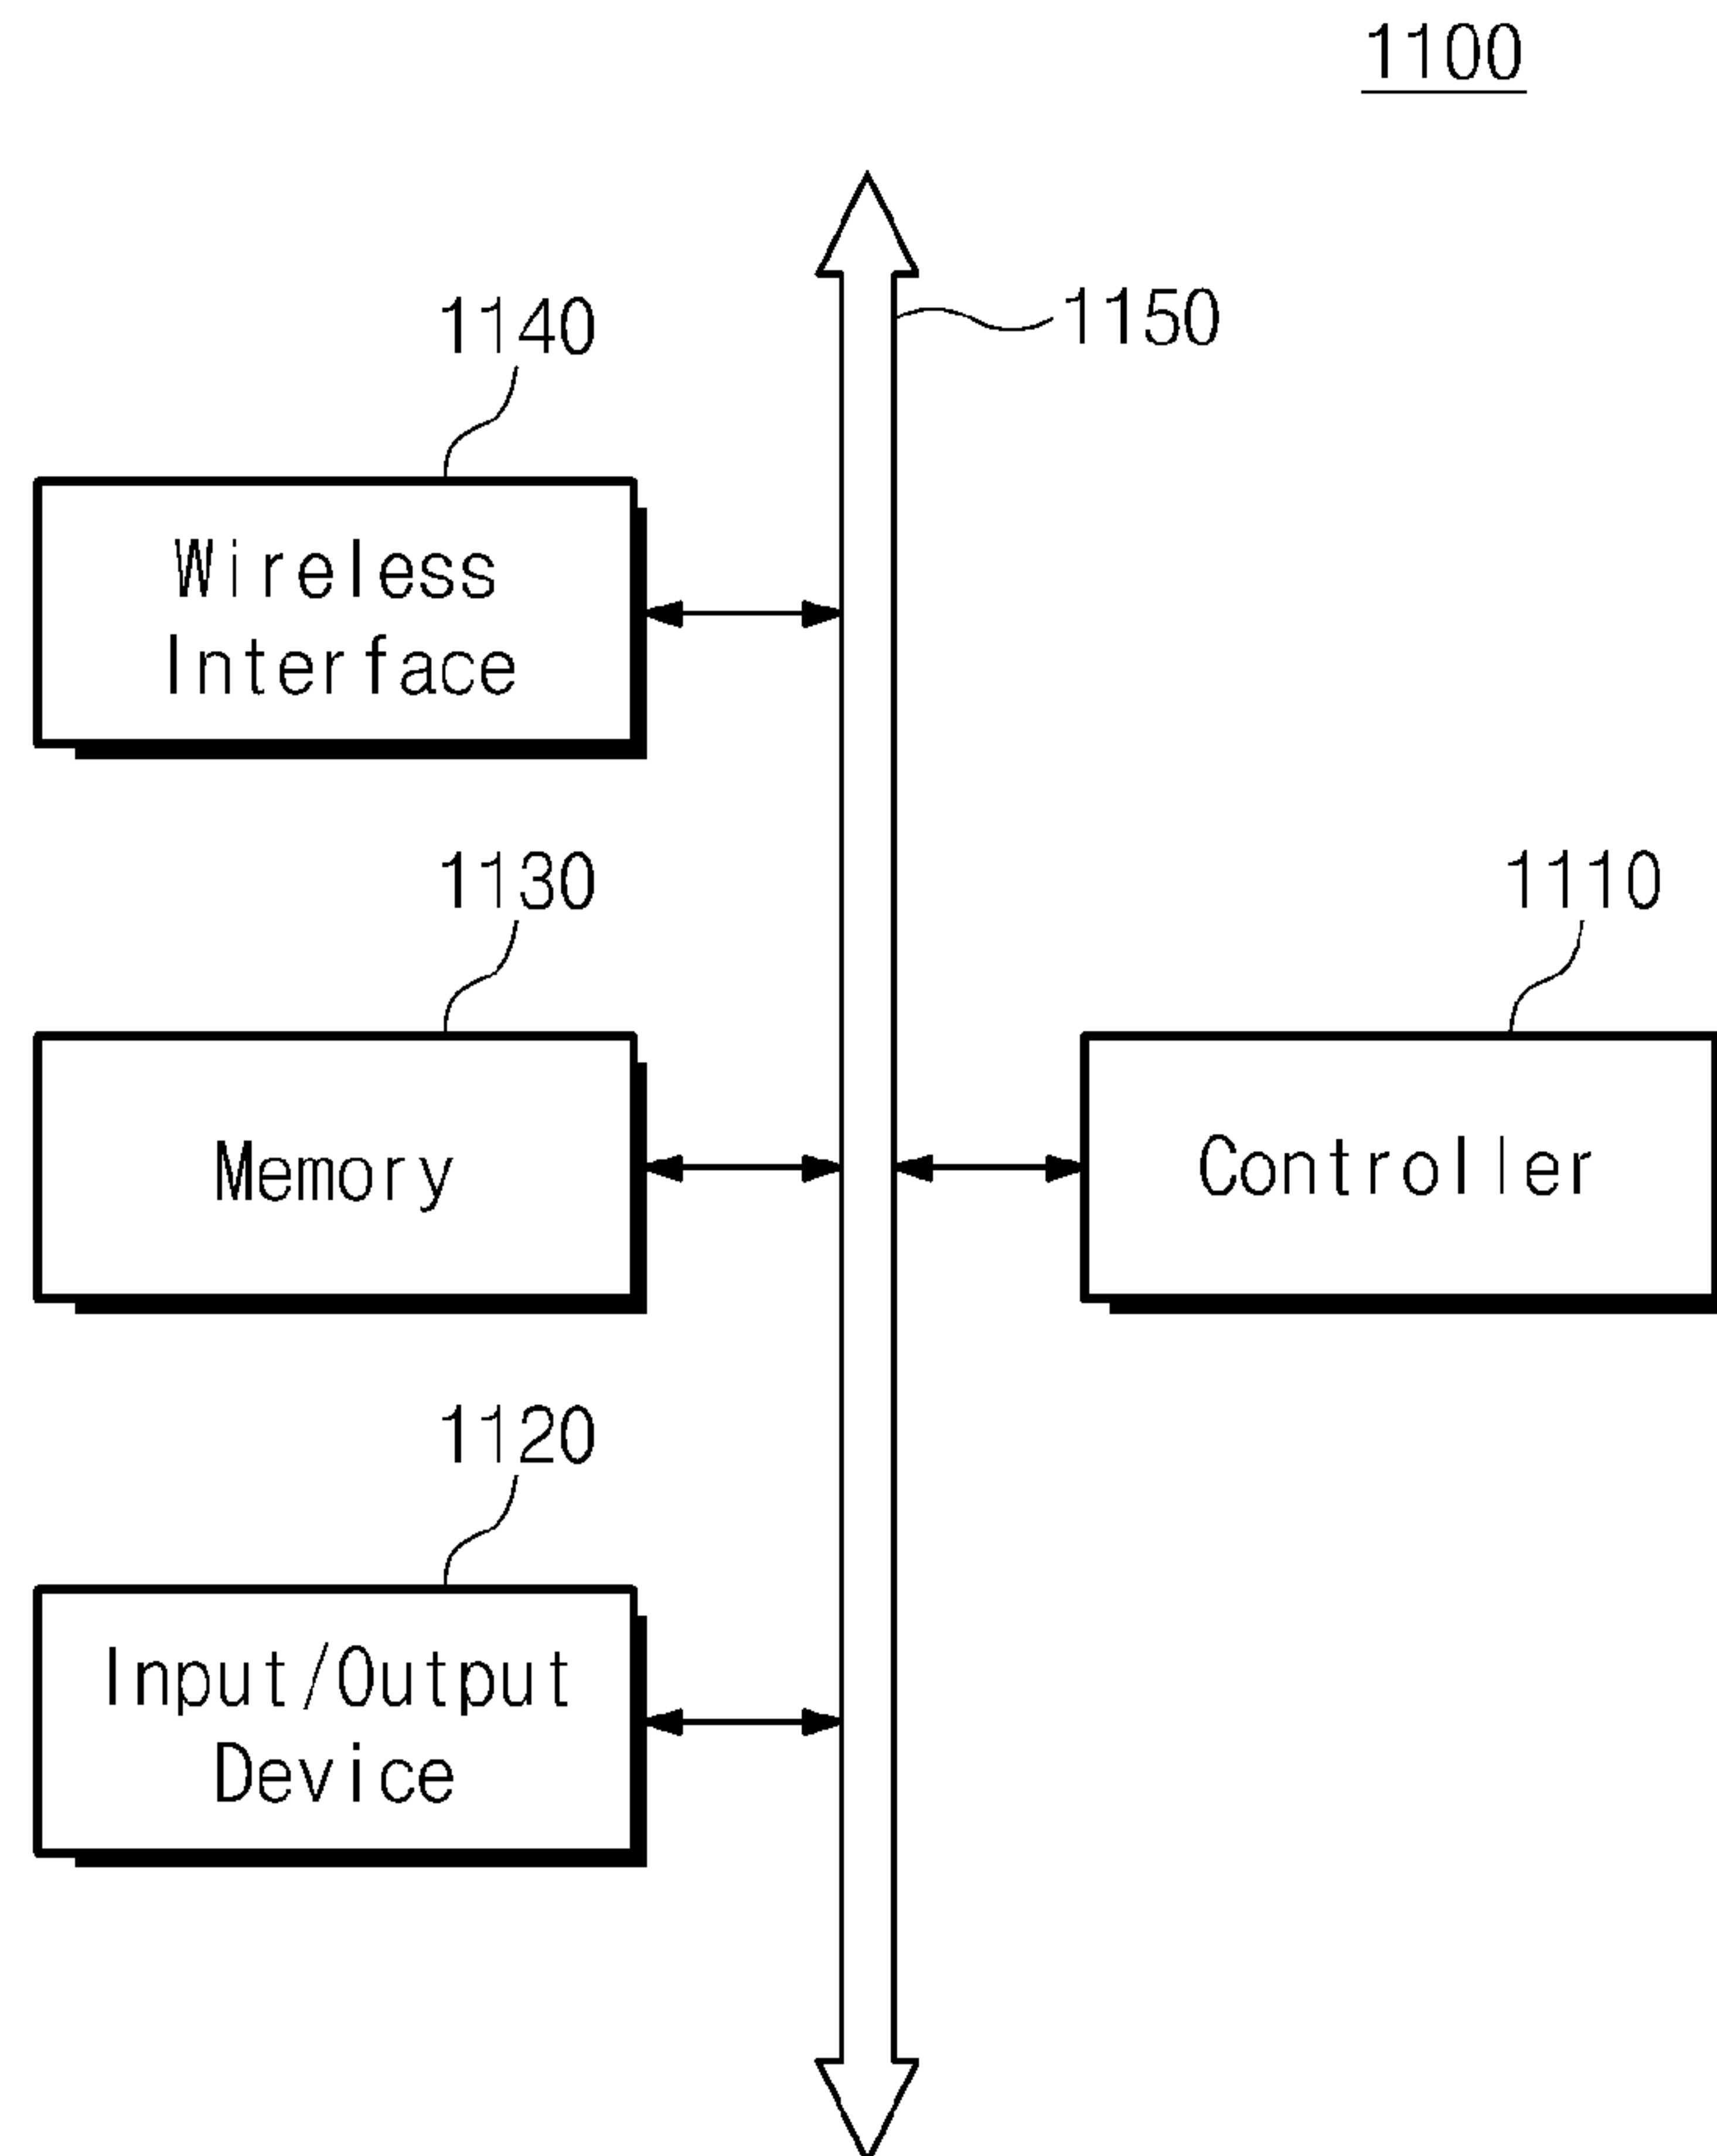 1100
1150
1140
Wireless
Interface
1130
1110
Memory
Controller
1120
Input/Output
Device